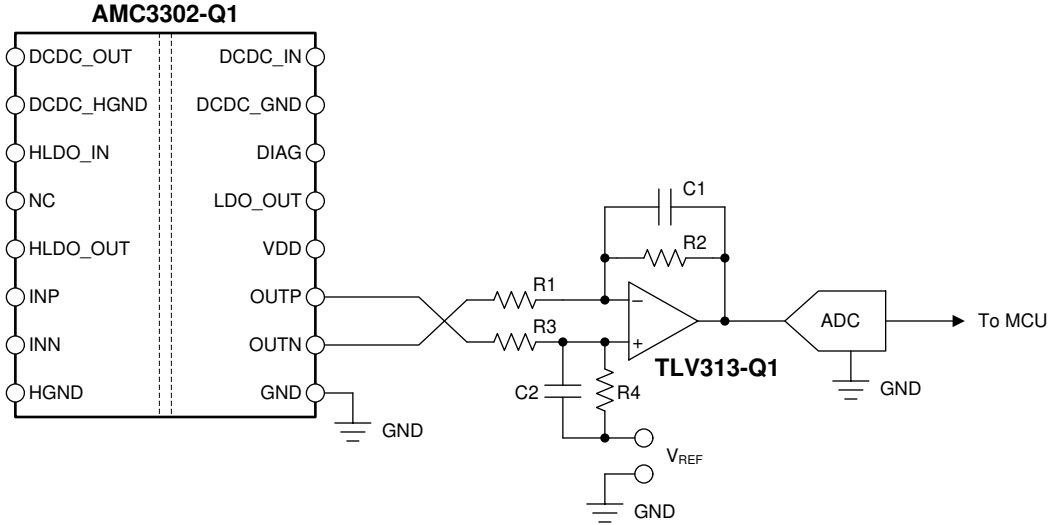 AMC3302-Q1
DCDC_OUT
DCDC_IN
DCDC_HGND
DCDC_GND
HLDO_IN
DIAG
NC
LDO_OUT
HLDO_OUT
VDD
INP
OUTP
INN
OUTN
HGND
GND
GND
C1
R2
R1
R3
−
+
TLV313-Q1
C2
R4
VREF
GND
ADC
To MCU
GND